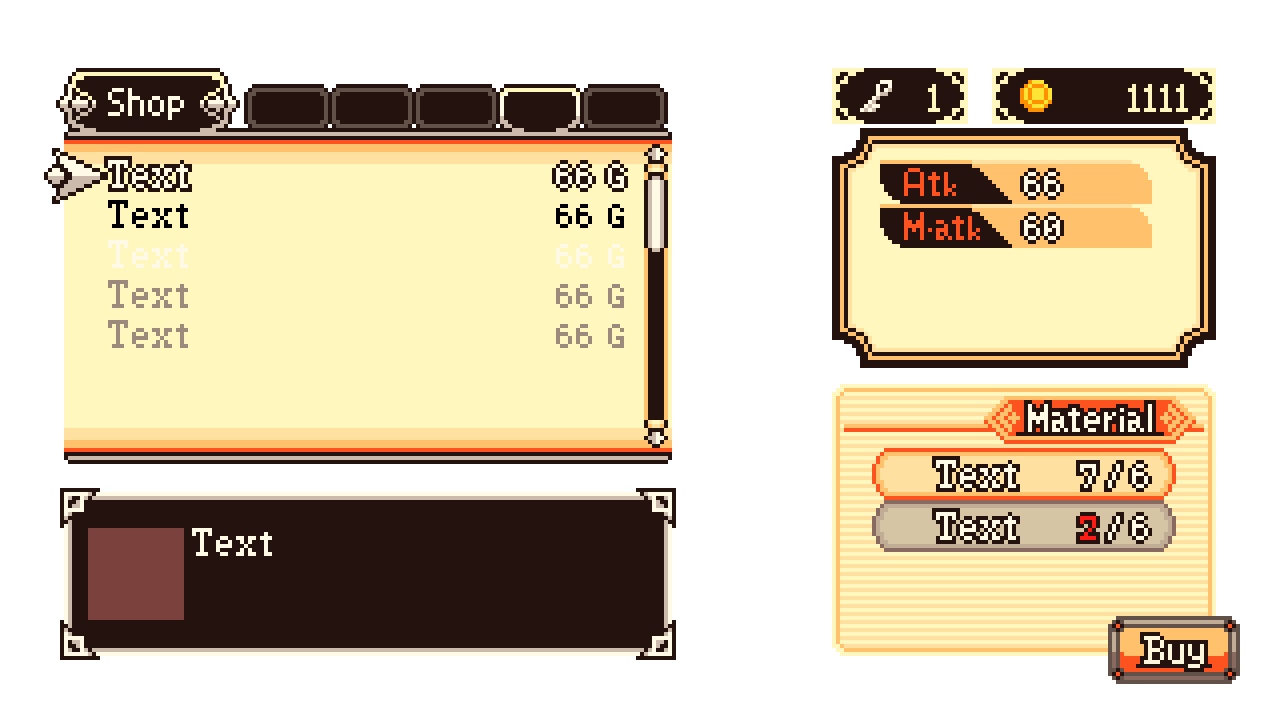 Shop
Text 66 G
Text 66 G
Text 66 G
Text 66 G
Text 66 G
Text
1
1111
Atk 66
M·atk 60
Material
Text 7/6
Text 2/6
Buy